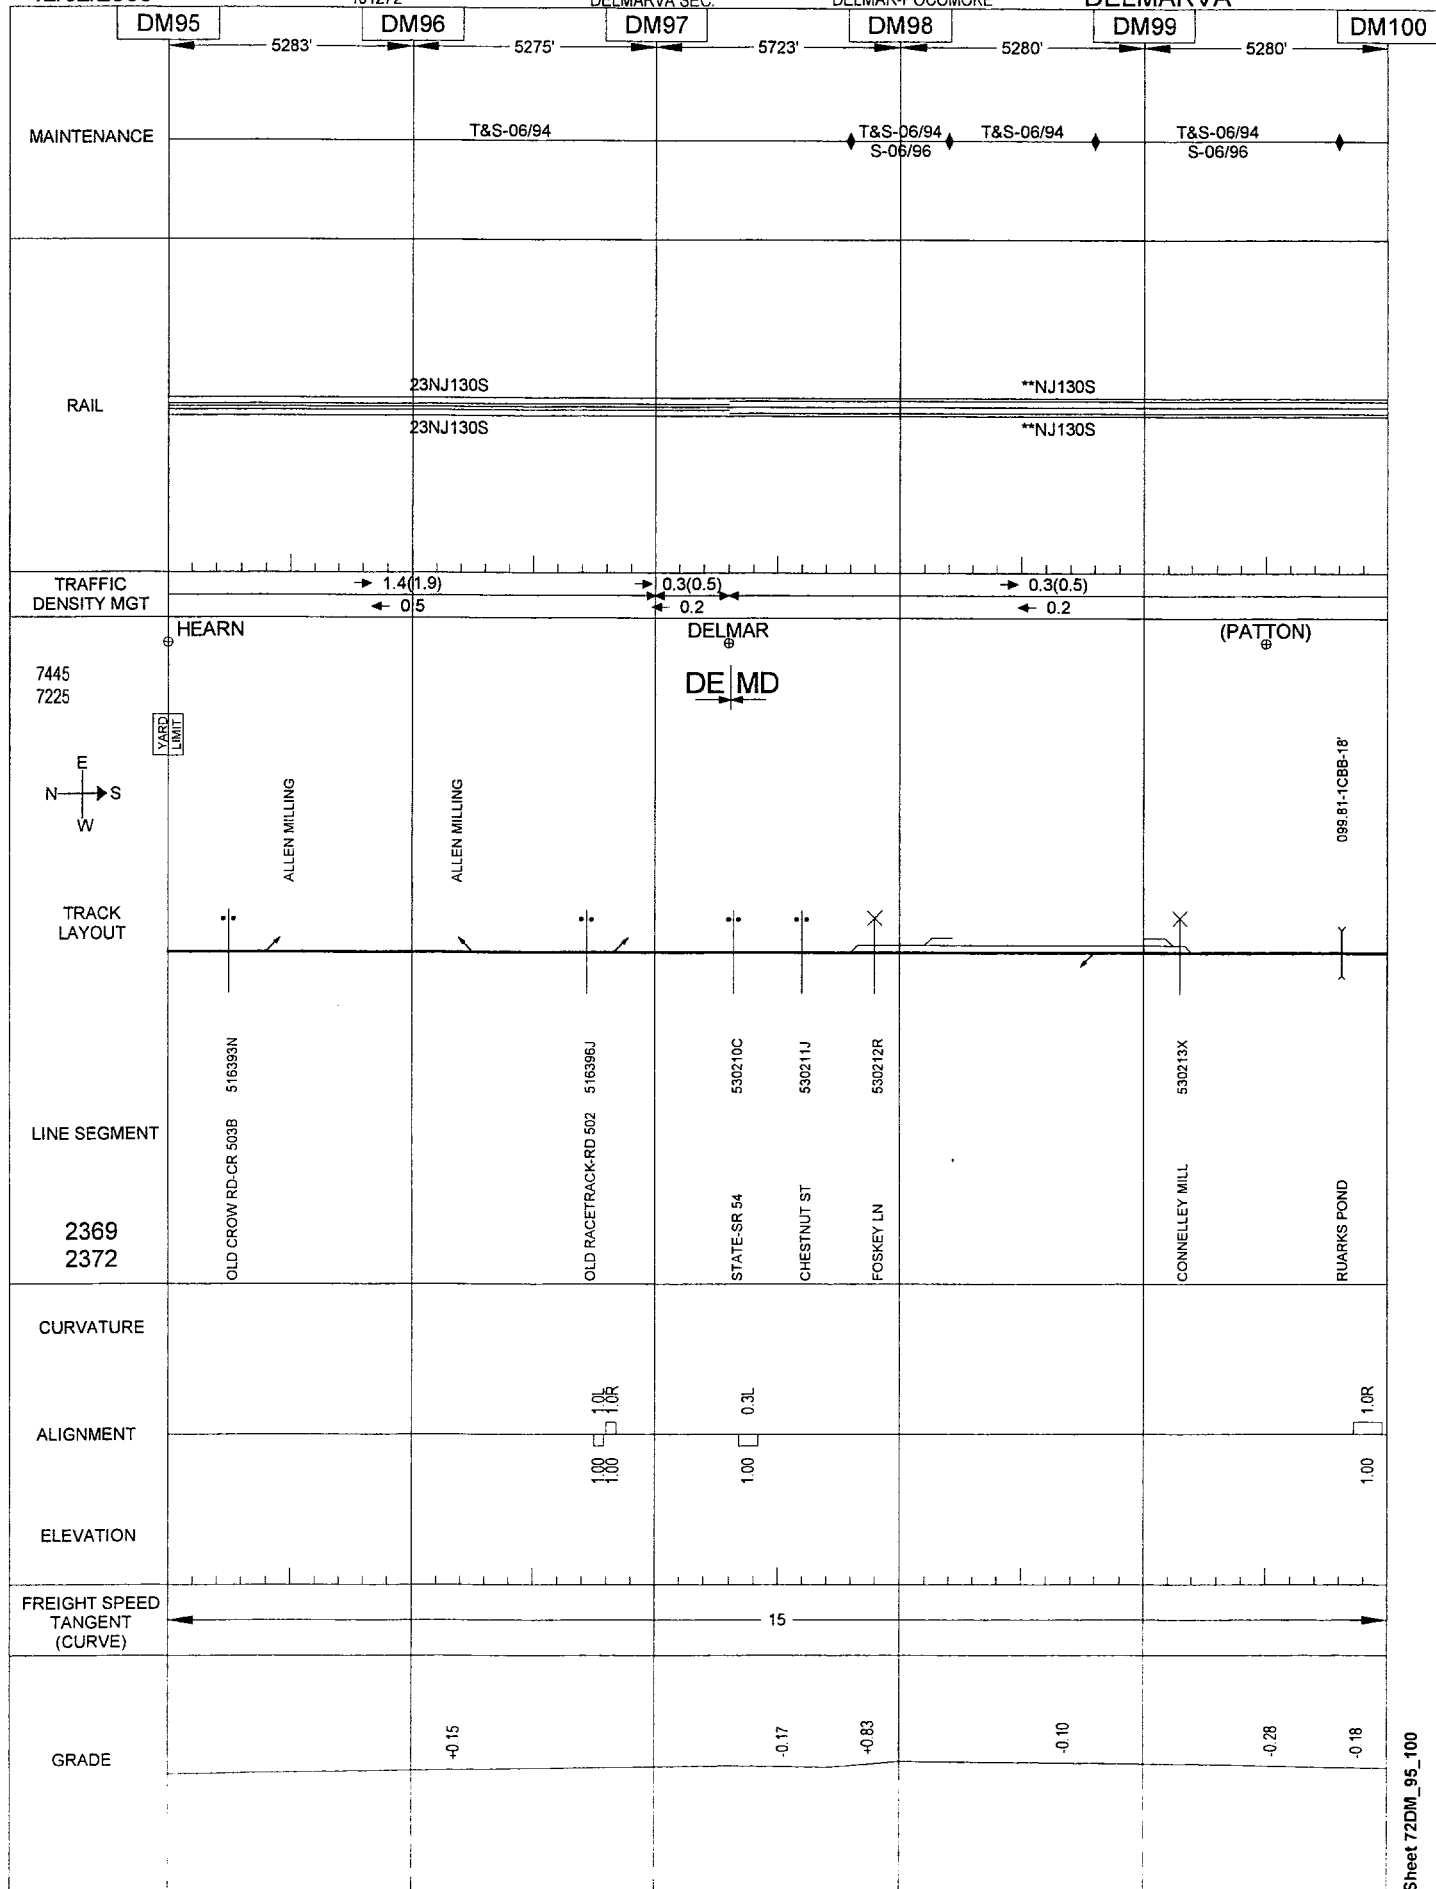 DELMARVA SEC.
DELMAR-POCOMOKE
DELMARVA
DM95
DM96
DM97
DM98
DM99
DM100
5283'
5275'
5723'
5280'
5280'
MAINTENANCE
T&S-06/94
T&S-06/94
S-06/96
T&S-06/94
T&S-06/94
S-06/96
RAIL
23NJ130S
**NJ130S
23NJ130S
**NJ130S
TRAFFIC
DENSITY MGT
1.4(1.9)
0.3(0.5)
0.3(0.5)
0.5
0.2
0.2
HEARN
DELMAR
(PATTON)
7445
7225
DE MD
YARD
LIMIT
E
N S
W
ALLEN MILLING
ALLEN MILLING
099.81-1CBB-18'
TRACK
LAYOUT
516393N
516396J
530210C
530211J
530212R
530213X
LINE SEGMENT
2369
2372
OLD CROW RD-CR 503B
OLD RACETRACK-RD 502
STATE-SR 54
CHESTNUT ST
FOSKEY LN
CONNELLEY MILL
RUARKS POND
CURVATURE
1.0L
1.0R
0.3L
1.0R
ALIGNMENT
1.00
1.00
1.00
1.00
ELEVATION
FREIGHT SPEED
TANGENT
(CURVE)
15
GRADE
+0.15
-0.17
+0.83
-0.10
-0.28
-0.18
Sheet 72DM_95_100